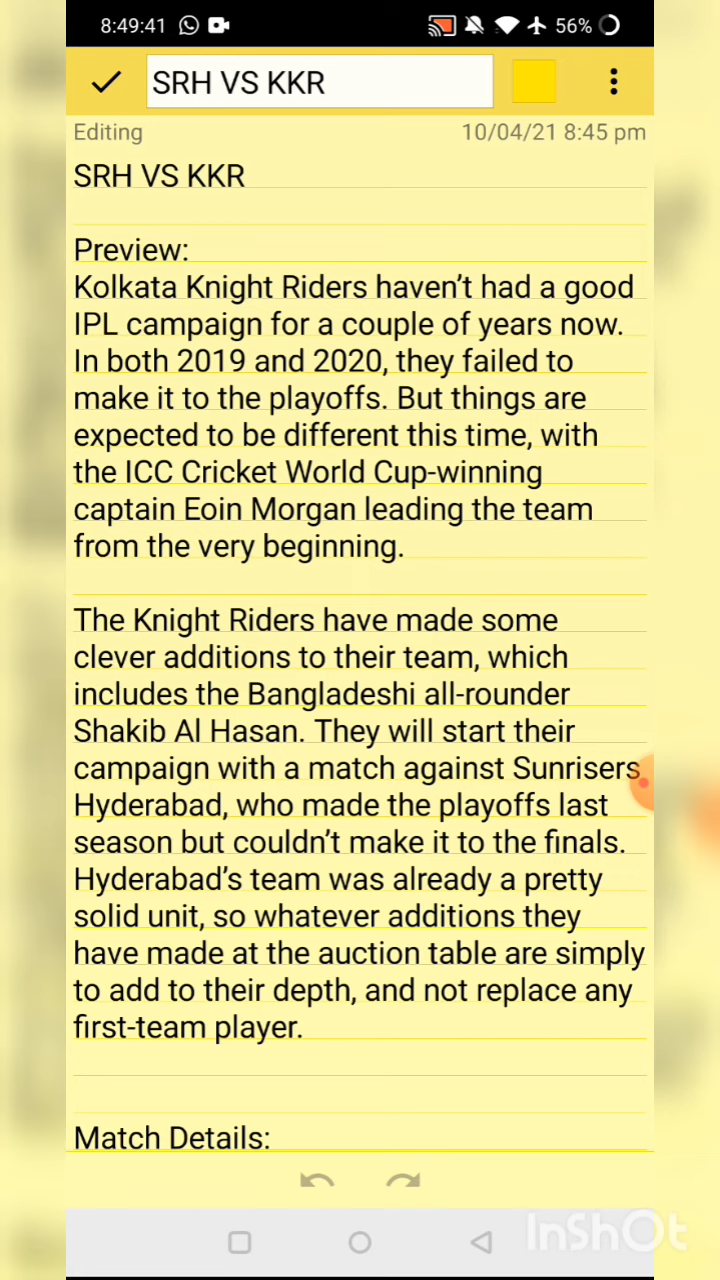 8:49:41 56%
SRH VS KKR
Editing 10/04/21 8:45 pm
SRH VS KKR
Preview:
Kolkata Knight Riders haven’t had a good
IPL campaign for a couple of years now.
In both 2019 and 2020, they failed to
make it to the playoffs. But things are
expected to be different this time, with
the ICC Cricket World Cup-winning
captain Eoin Morgan leading the team
from the very beginning.
The Knight Riders have made some
clever additions to their team, which
includes the Bangladeshi all-rounder
Shakib Al Hasan. They will start their
campaign with a match against Sunrisers
Hyderabad, who made the playoffs last
season but couldn’t make it to the finals.
Hyderabad’s team was already a pretty
solid unit, so whatever additions they
have made at the auction table are simply
to add to their depth, and not replace any
first-team player.
Match Details:
InShOt